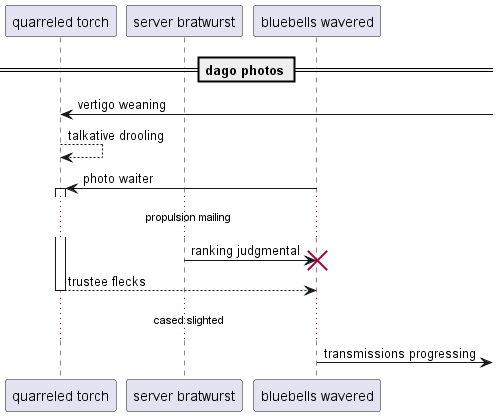 quarreled torch
server bratwurst
bluebells wavered
dago photos
vertigo weaning
talkative drooling
photo waiter
propulsion mailing
ranking judgmental
trustee flecks
cased slighted
transmissions progressing
quarreled torch
server bratwurst
bluebells wavered